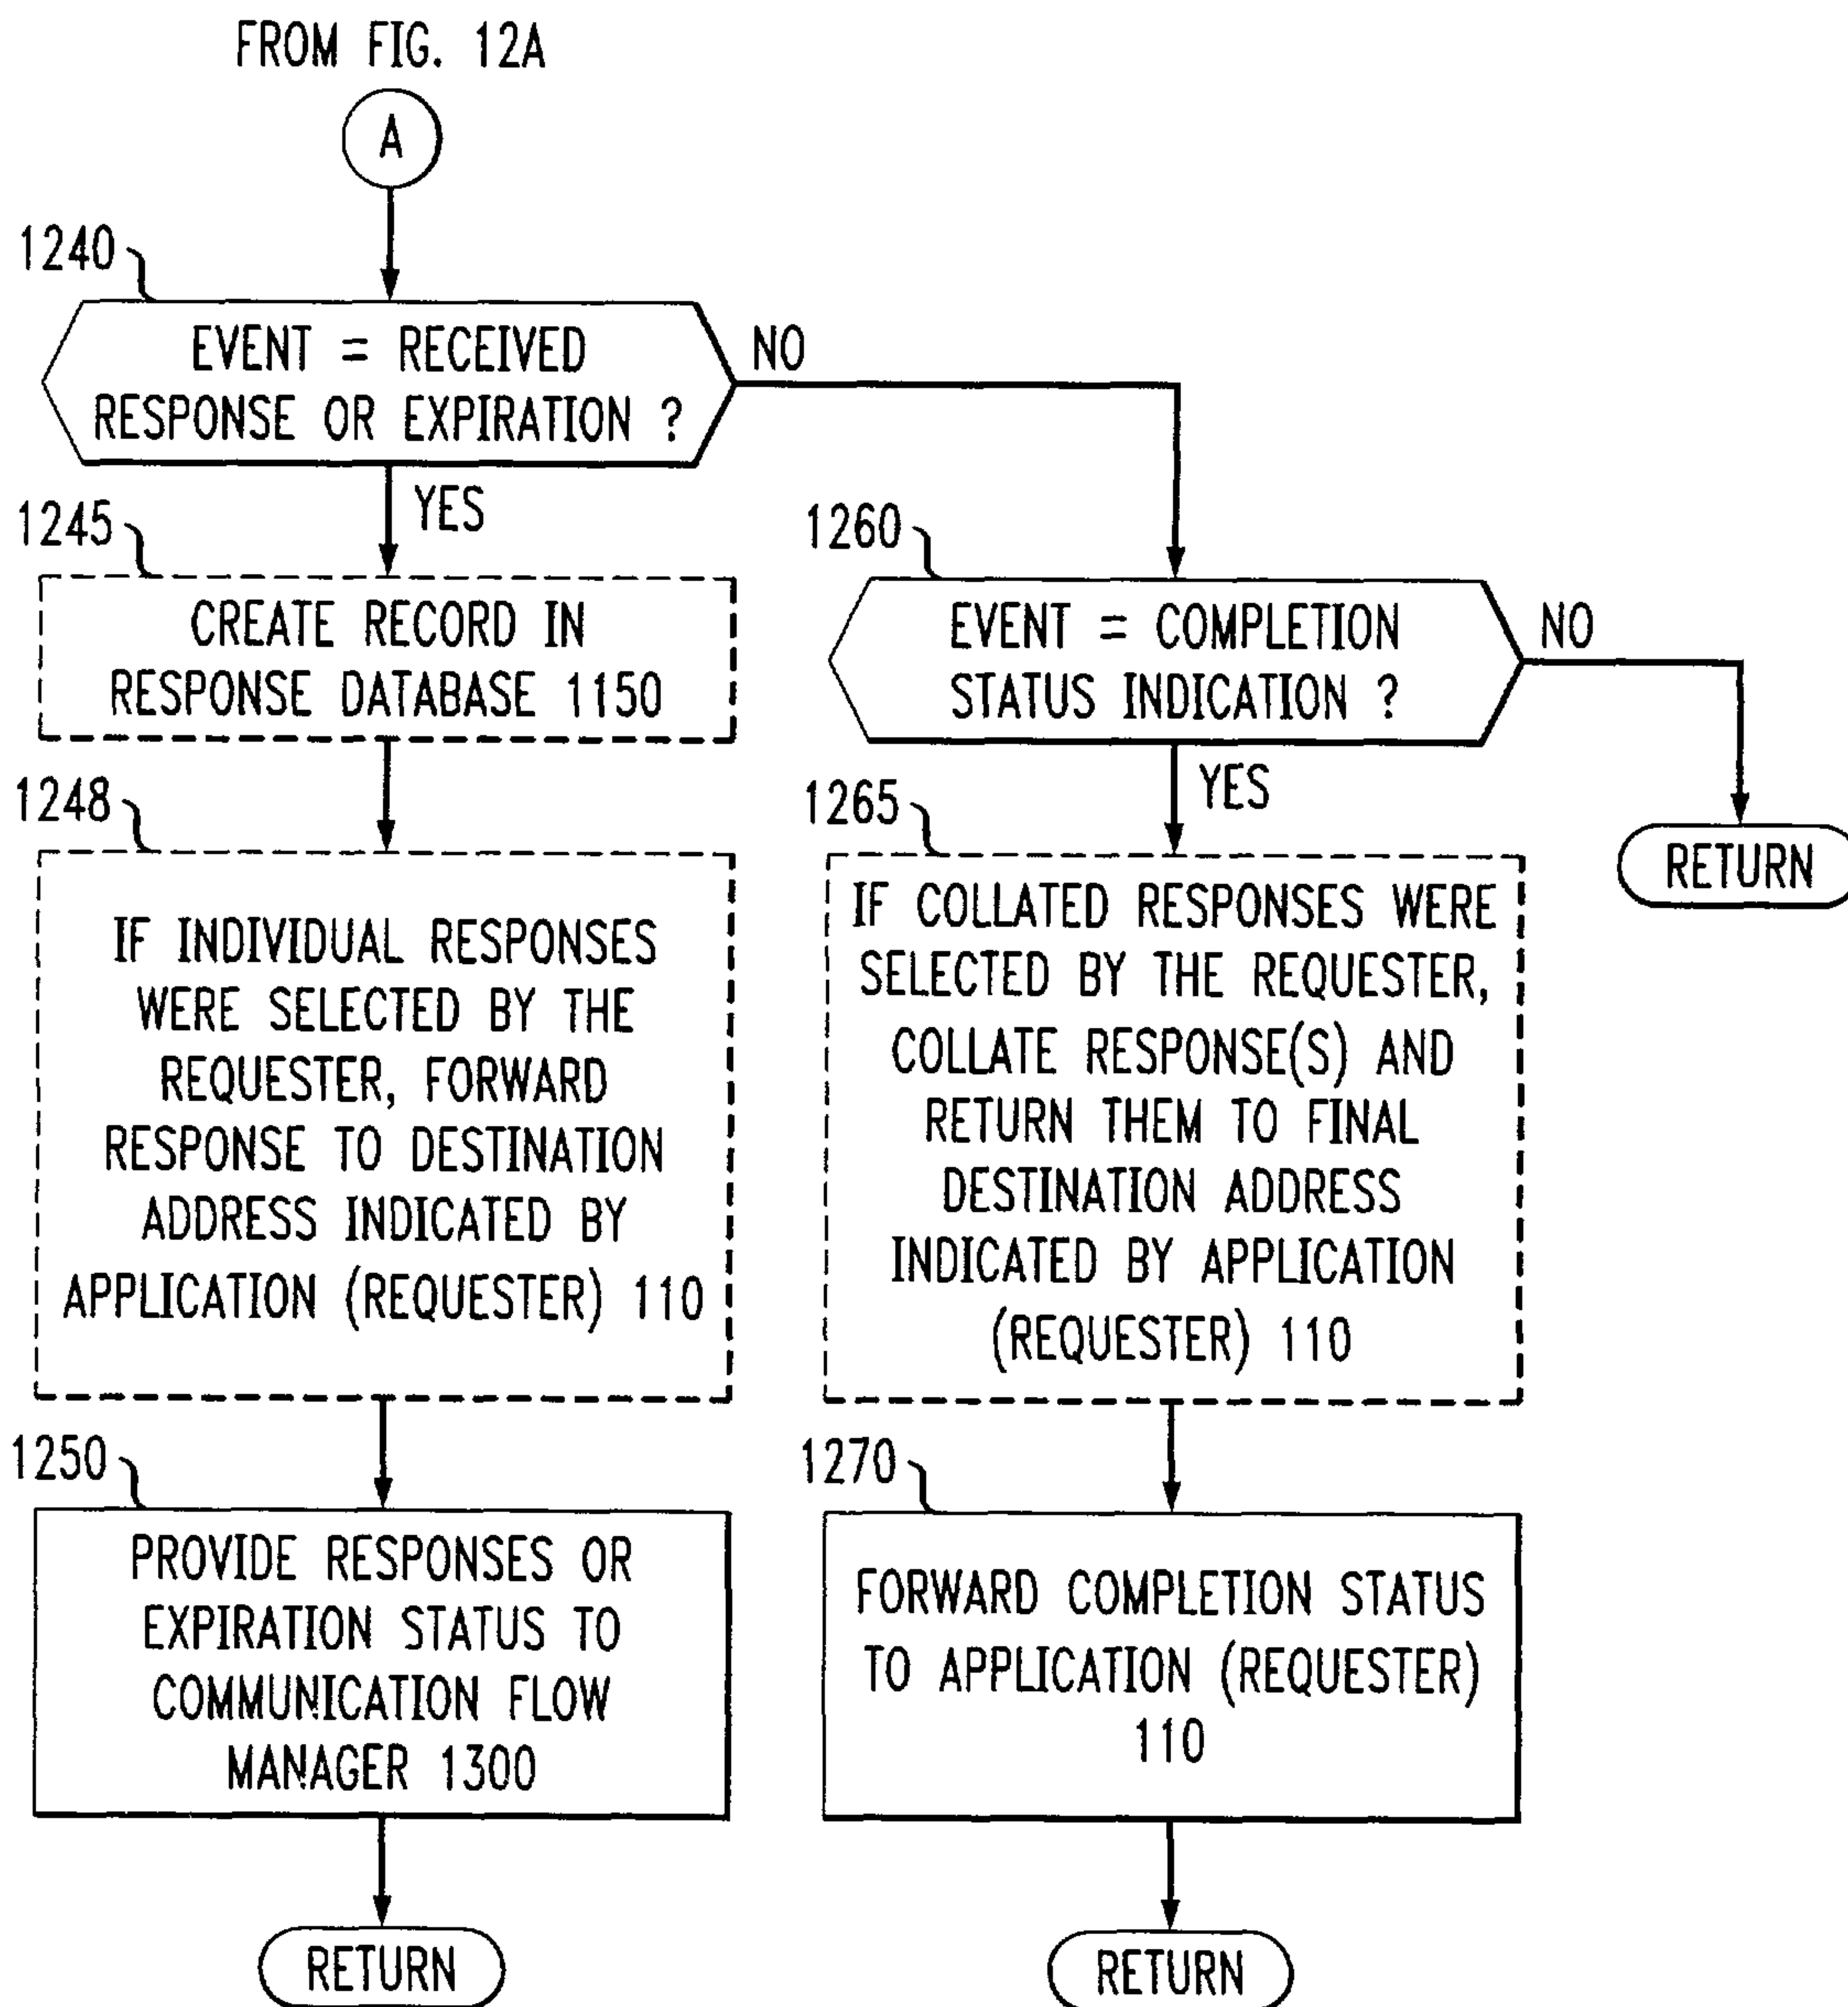 FROM FIG. 12A
A
1240
EVENT = RECEIVED
RESPONSE OR EXPIRATION ?
NO
YES
1245
CREATE RECORD IN
RESPONSE DATABASE 1150
1248
IF INDIVIDUAL RESPONSES
WERE SELECTED BY THE
REQUESTER, FORWARD
RESPONSE TO DESTINATION
ADDRESS INDICATED BY
APPLICATION (REQUESTER) 110
1250
PROVIDE RESPONSES OR
EXPIRATION STATUS TO
COMMUNICATION FLOW
MANAGER 1300
RETURN
1260
EVENT = COMPLETION
STATUS INDICATION ?
NO
RETURN
YES
1265
IF COLLATED RESPONSES WERE
SELECTED BY THE REQUESTER,
COLLATE RESPONSE(S) AND
RETURN THEM TO FINAL
DESTINATION ADDRESS
INDICATED BY APPLICATION
(REQUESTER) 110
1270
FORWARD COMPLETION STATUS
TO APPLICATION (REQUESTER)
110
RETURN